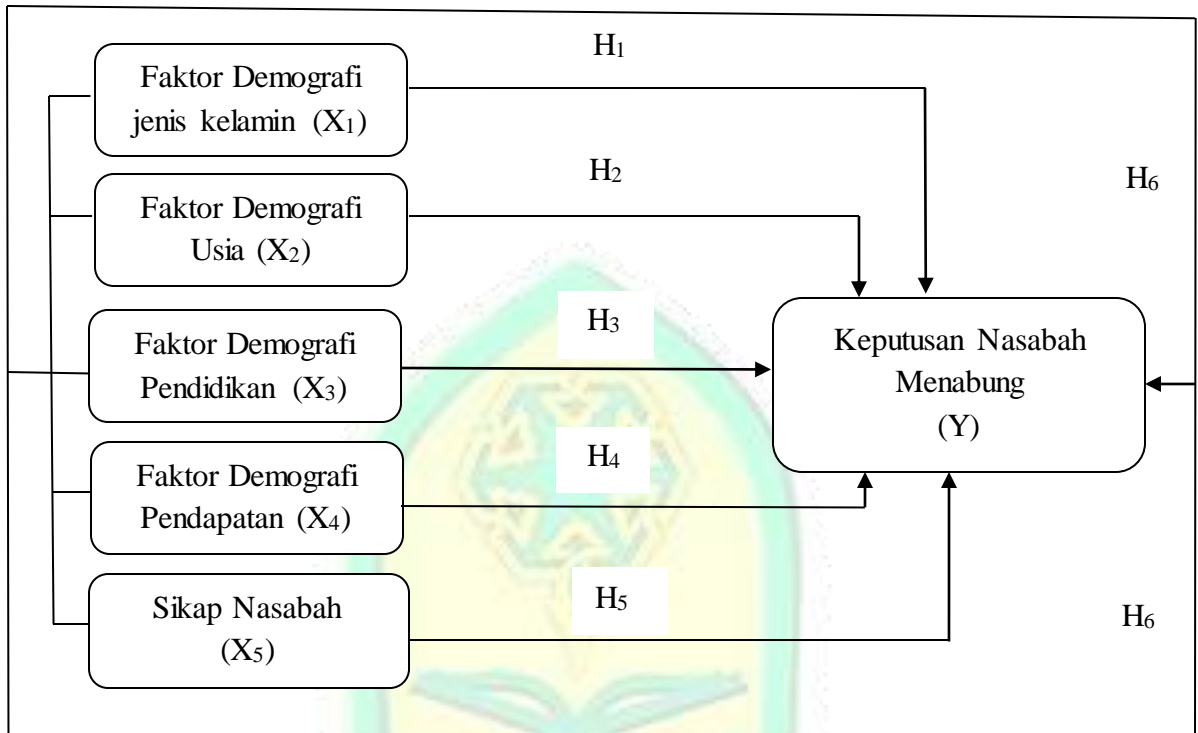 H₁
Faktor Demografi
jenis kelamin (X₁)
H₂
H₆
Faktor Demografi
Usia (X₂)
H₃
Faktor Demografi
Pendidikan (X₃)
Keputusan Nasabah
Menabung
(Y)
H₄
Faktor Demografi
Pendapatan (X₄)
H₅
Sikap Nasabah
(X₅)
H₆